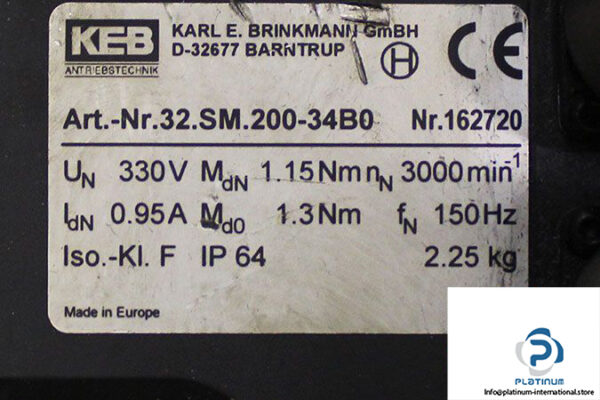 KEB
ANTRIEBSTECHNIK
KARL E. BRINKMANN GmBH
D-32677 BARNTRUP
H
CE
Art.-Nr.32.SM.200-34B0 Nr.162720
UN 330V MdN 1.15Nm nN 3000min-1
IdN 0.95A Md0 1.3Nm fN 150Hz
Iso.-Kl. F IP 64 2.25 kg
Made in Europe
PLATINUM
info@platinum-international.store